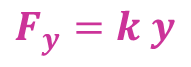 F_y = k y